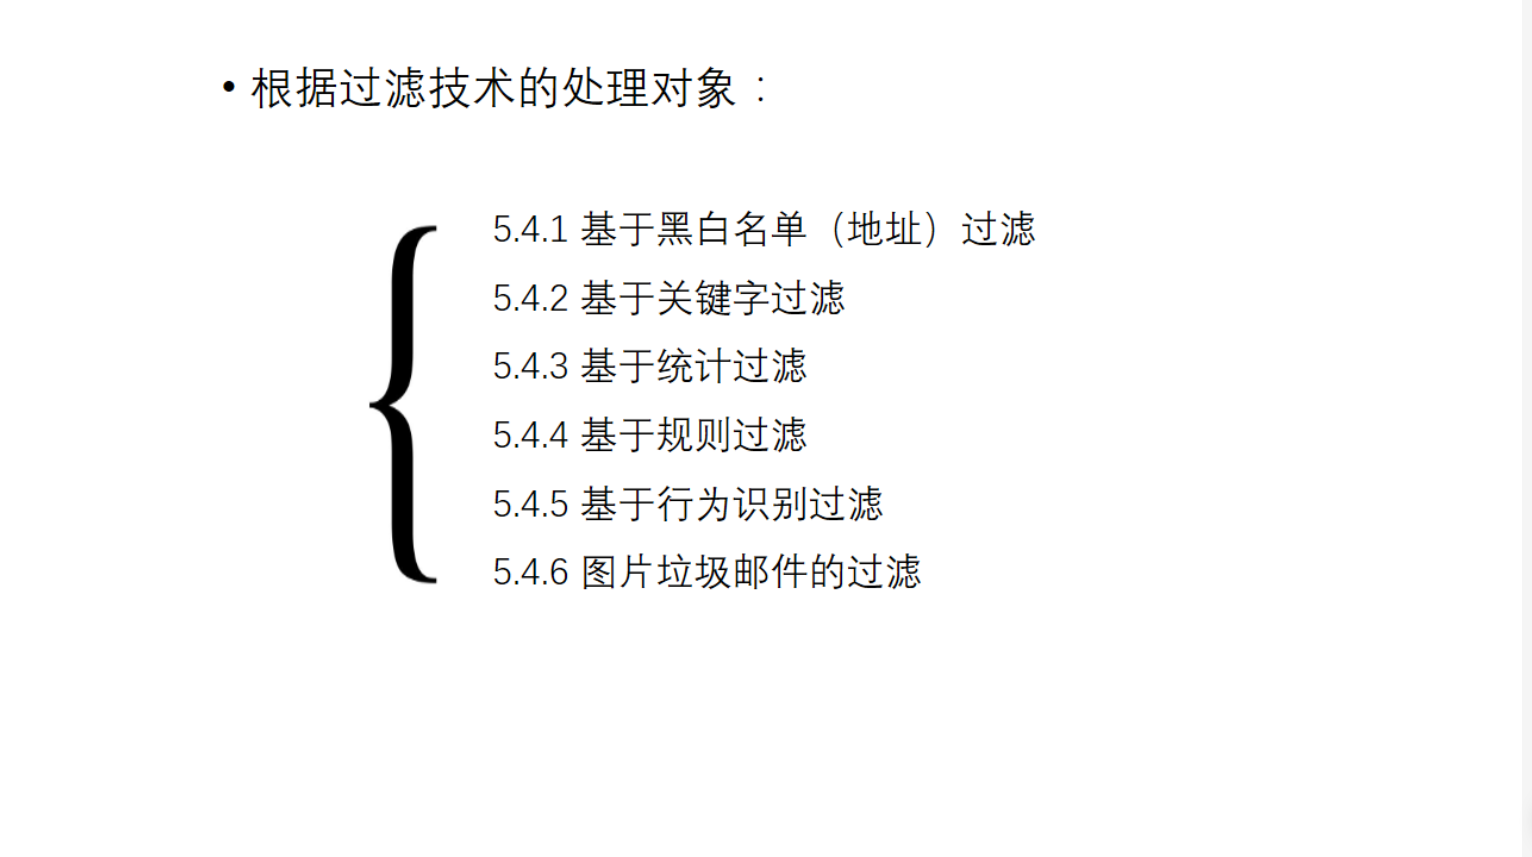 • 根据过滤技术的处理对象：
5.4.1 基于黑白名单（地址）过滤
5.4.2 基于关键字过滤
5.4.3 基于统计过滤
5.4.4 基于规则过滤
5.4.5 基于行为识别过滤
5.4.6 图片垃圾邮件的过滤